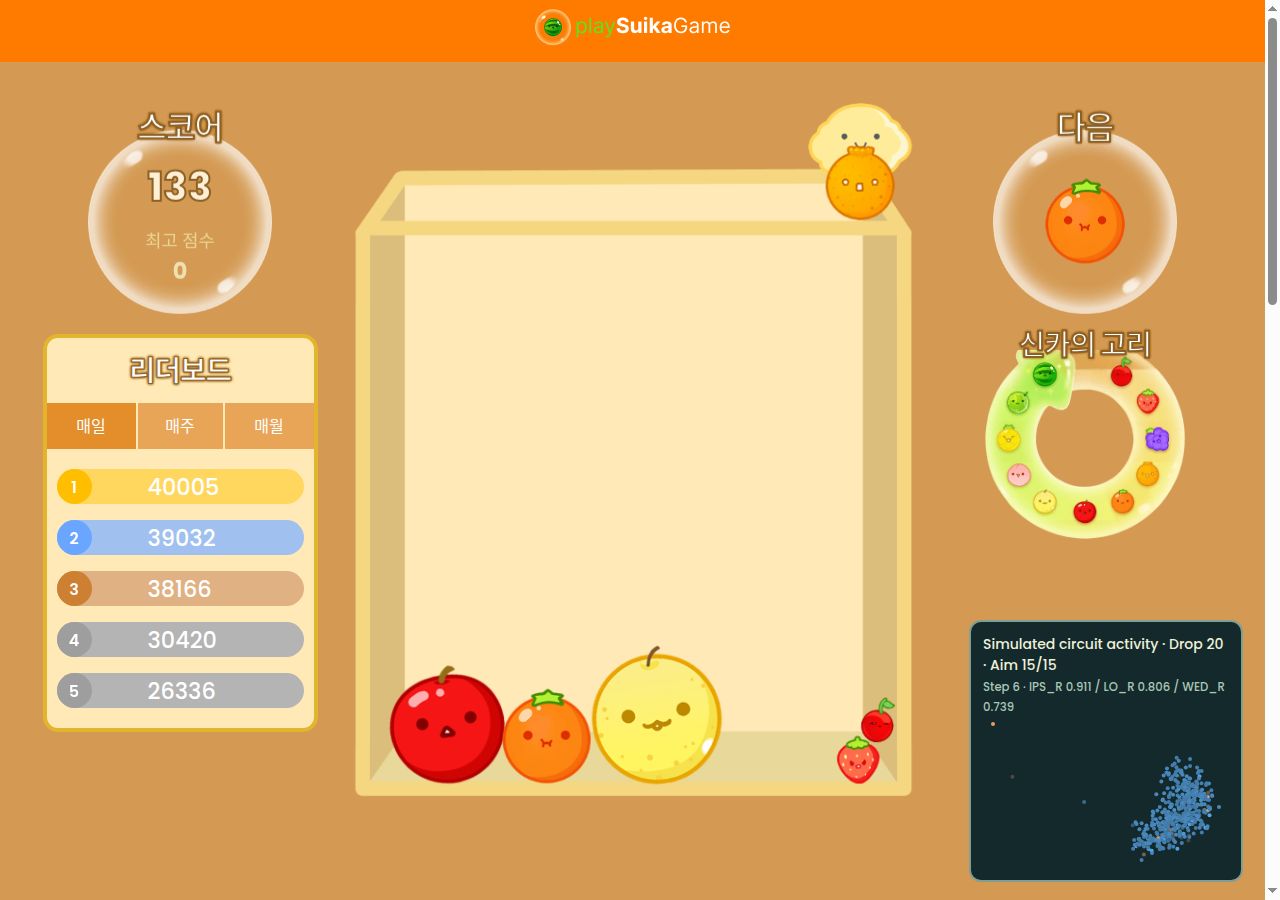 playSuikaGame
스코어
133
최고 점수
0
리더보드
매일 매주 매월
1 40005
2 39032
3 38166
4 30420
5 26336
다음
신카의 고리
Simulated circuit activity · Drop 20
· Aim 15/15
Step 6 · IPS_R 0.911 / LO_R 0.806 / WED_R
0.739